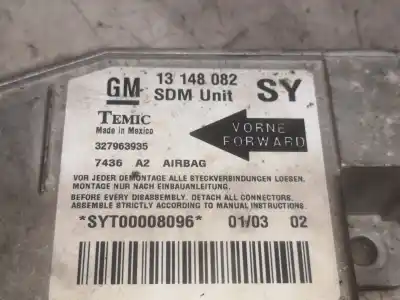 GM 13 148 082 SY
SDM Unit
TEMIC
Made in Mexico
VORNE
FORWARD
327963935
7436 A2 AIRBAG
VOR JEDER DEMONTAGE ALLE STECKVERBINDUNGEN LOESEN.
MONTAGE NUR NACH EINBAUANLEITUNG.
BEFORE EVERY DISASSEMBLY. DETACH ALL CONNECTORS.
ASSEMBLE STRICTLY ACCORDING TO MANUAL INSTRUCTIONS.
*SYT00008096* 01/03 02